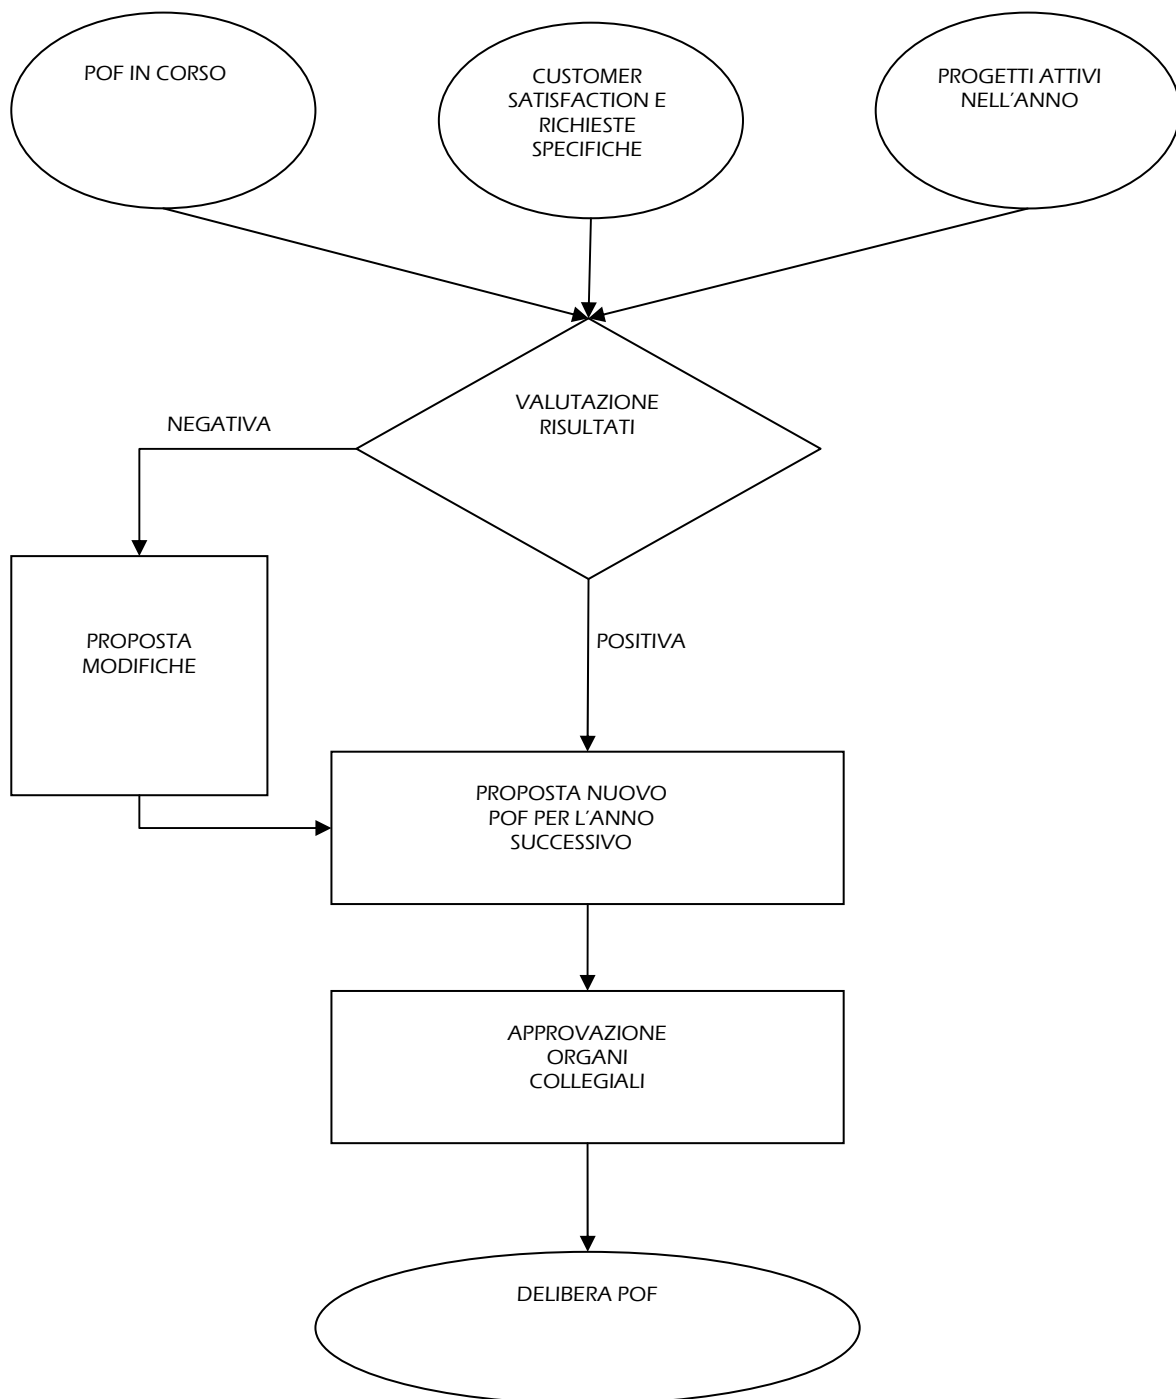 POF IN CORSO
CUSTOMER
SATISFACTION E
RICHIESTE
SPECIFICHE
PROGETTI ATTIVI
NELL'ANNO
VALUTAZIONE
RISULTATI
NEGATIVA
PROPOSTA
MODIFICHE
POSITIVA
PROPOSTA NUOVO
POF PER L'ANNO
SUCCESSIVO
APPROVAZIONE
ORGANI
COLLEGIALI
DELIBERA POF